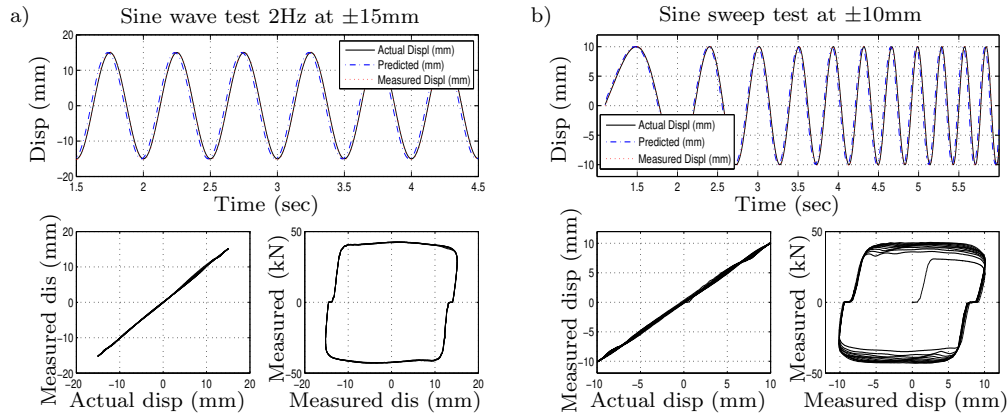 a)
Sine wave test 2Hz at ±15mm
Disp (mm)
20
10
0
−10
−20
Actual Displ (mm)
Predicted (mm)
Measured Displ (mm)
1.5 2 2.5 3 3.5 4 4.5
Time (sec)
Measured dis (mm)
20
10
0
−10
−20
−20 −10 0 10 20
Actual disp (mm)
Measured (kN)
50
0
−50
−20 −10 0 10 20
Measured dis (mm)
b)
Sine sweep test at ±10mm
Disp (mm)
10
5
0
−5
−10
Actual Displ (mm)
Predicted (mm)
Measured Displ (mm)
1.5 2 2.5 3 3.5 4 4.5 5 5.5
Time (sec)
Measured disp (mm)
10
5
0
−5
−10
−10 −5 0 5 10
Actual disp (mm)
Measured (kN)
50
0
−50
−10 −5 0 5 10
Measured disp (mm)